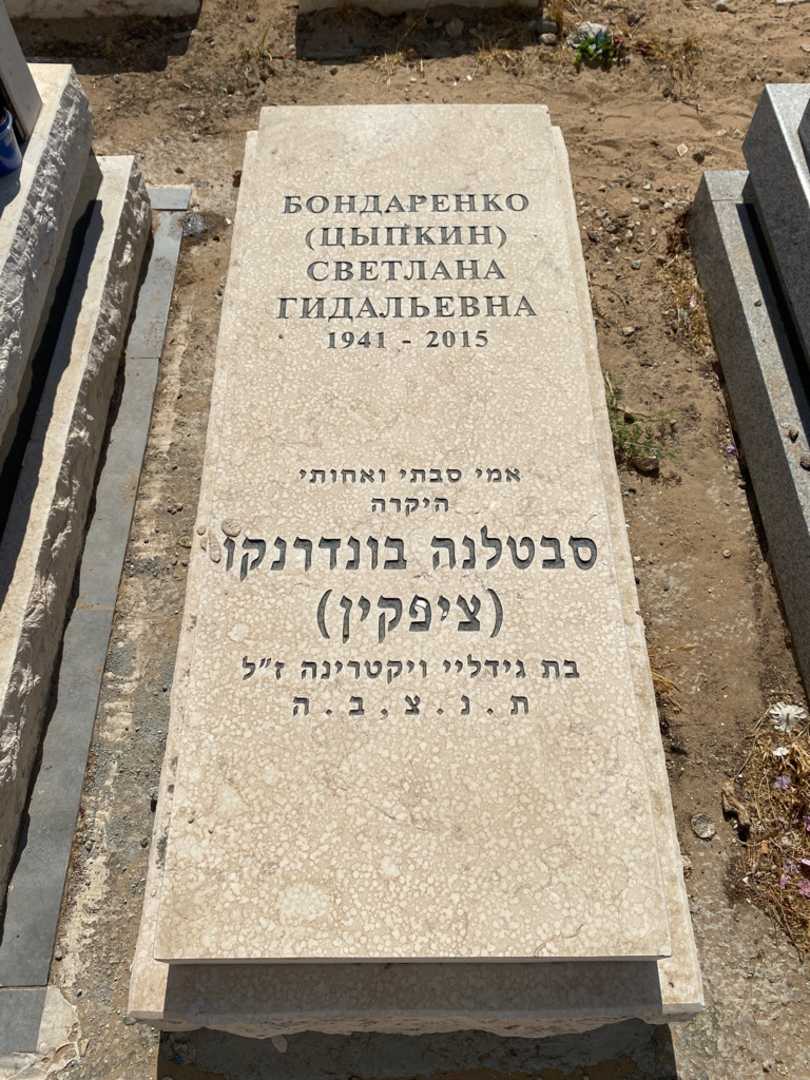 БОНДАРЕНКО
(ЦЫПКИН)
СВЕТЛАНА
ГИДАЛЬЕВНА
1941 - 2015
אמי סבתי ואחותי
היקרה
סבטלנה בונדרנקו
(ציפקין)
בת גידליי ויקטרינה ז״ל
ת . נ . צ . ב . ה